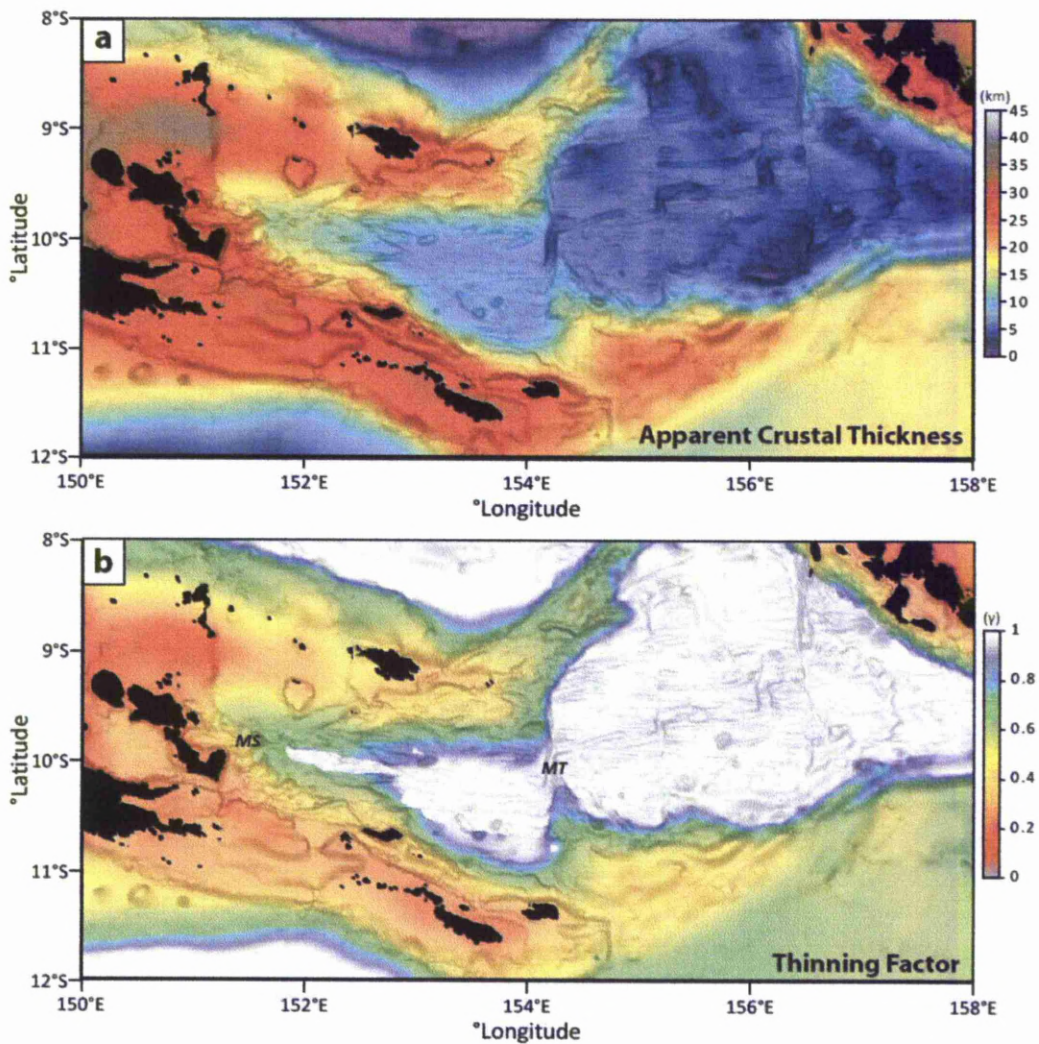 a
8°S
9°S
10°S
11°S
12°S
°Latitude
150°E
152°E
154°E
156°E
158°E
°Longitude
Apparent Crustal Thickness
(km)
45
40
35
30
25
20
15
10
5
0
b
8°S
9°S
10°S
11°S
12°S
°Latitude
MS
MT
150°E
152°E
154°E
156°E
158°E
°Longitude
Thinning Factor
(γ)
1
0.8
0.6
0.4
0.2
0